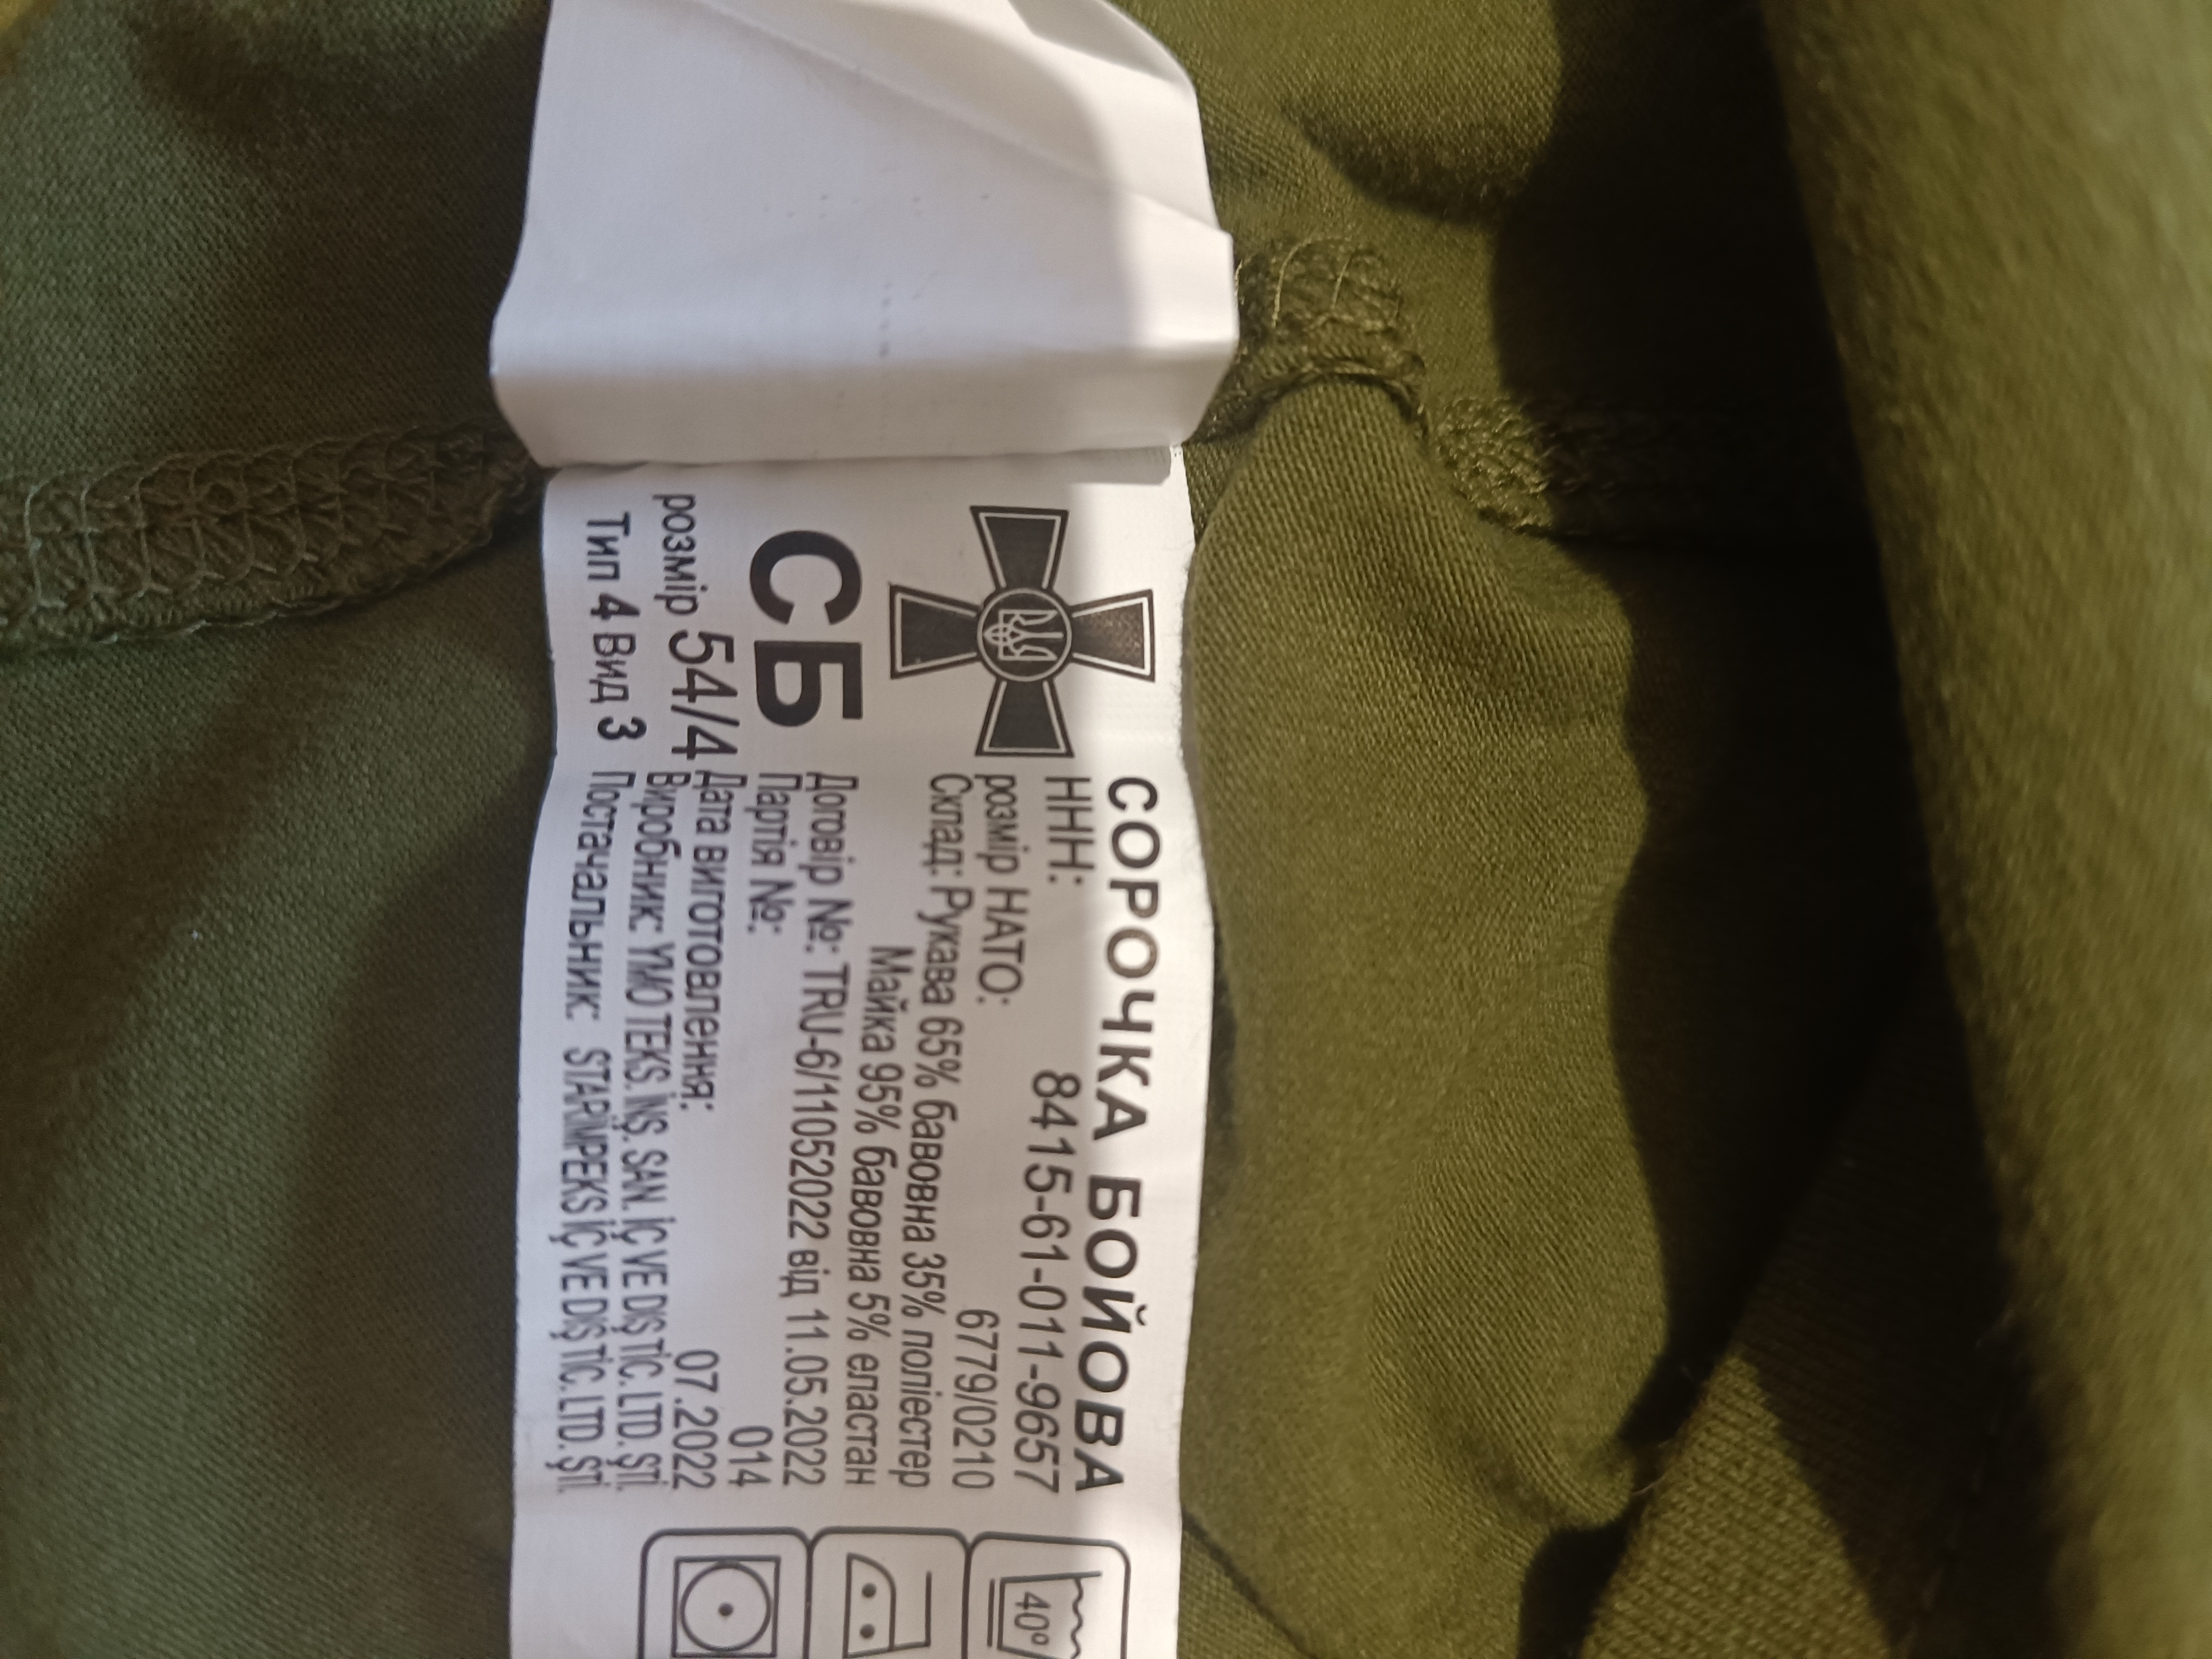 СБ
розмір 54/4
Тип 4 Вид 3
СОРОЧКА БОЙОВА
ННН: 8415-61-011-9657
розмір НАТО: 6779/0210
Склад: Рукава 65% бавовна 35% поліестер
Майка 95% бавовна 5% еластан
Договір №: TRU-6/11052022 від 11.05.2022
Партія №: 014
Дата виготовлення: 07.2022
Виробник: YMO TEKS. İNŞ. SAN. İÇ VE DIŞ TİC. LTD. ŞTİ.
Постачальник: STARİMPEKS İÇ VE DIŞ TİC. LTD. ŞTİ.
40°